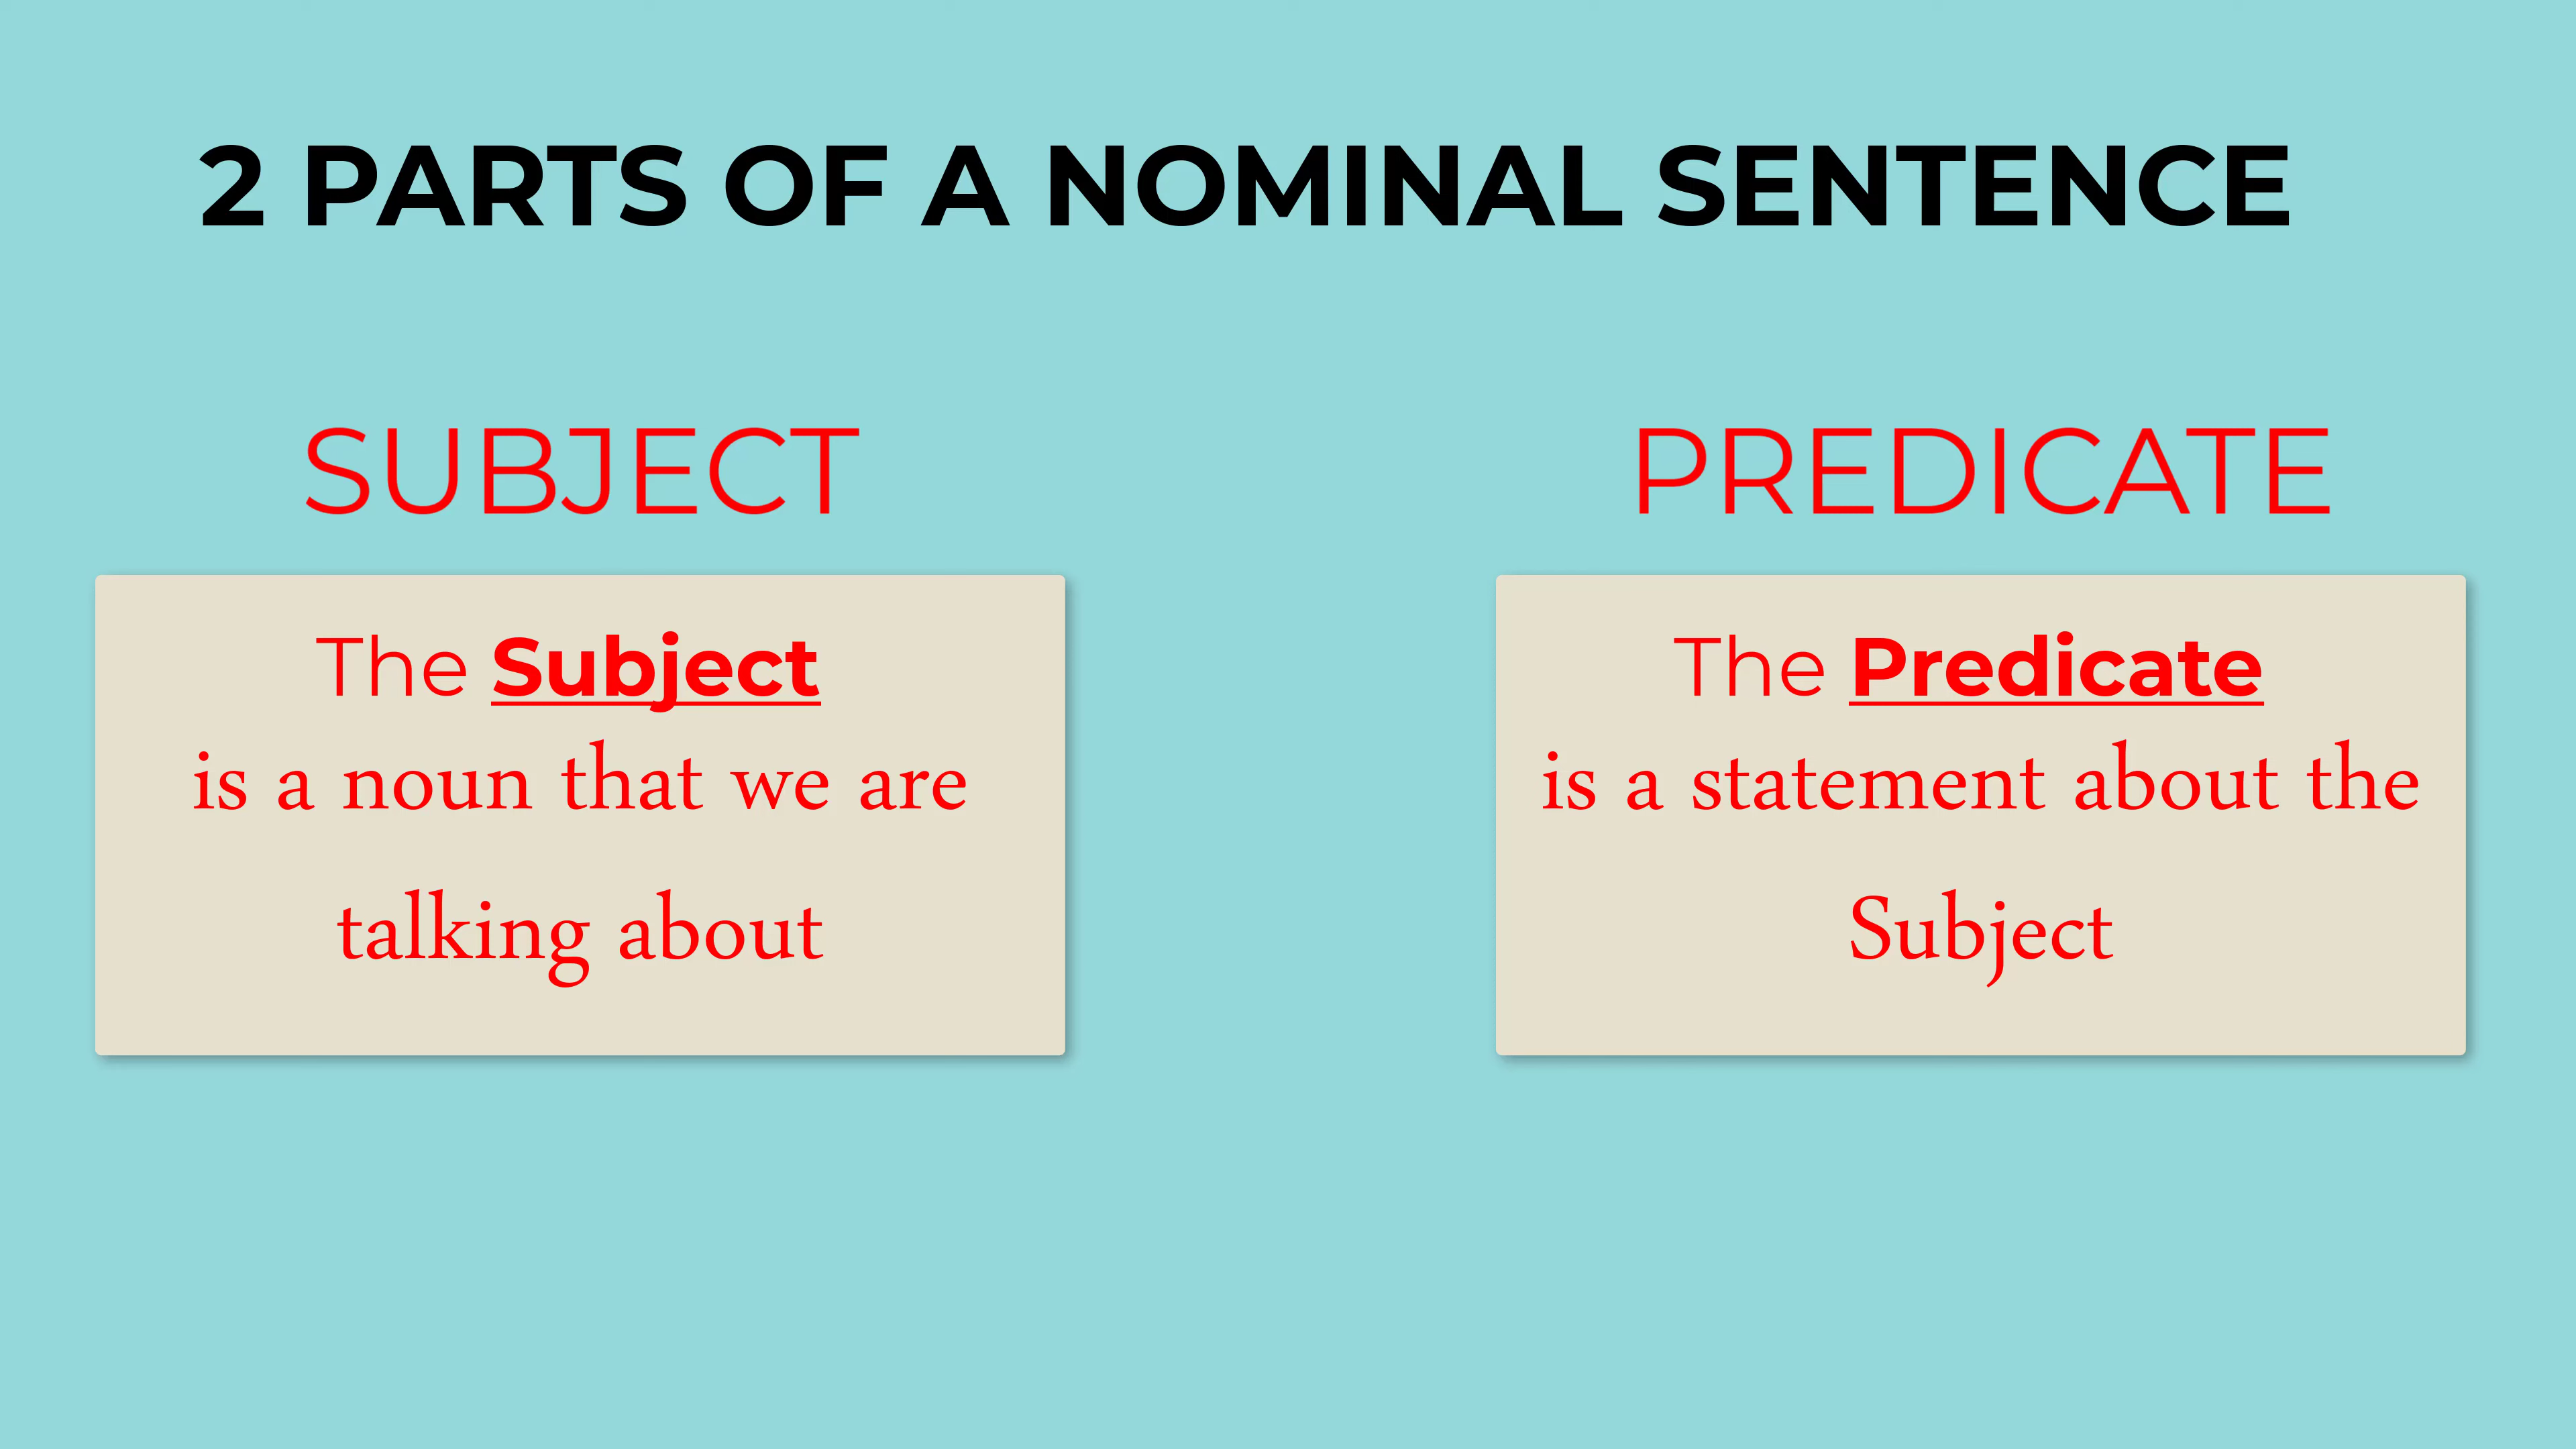 2 PARTS OF A NOMINAL SENTENCE
SUBJECT
The Subject
is a noun that we are
talking about
PREDICATE
The Predicate
is a statement about the
Subject